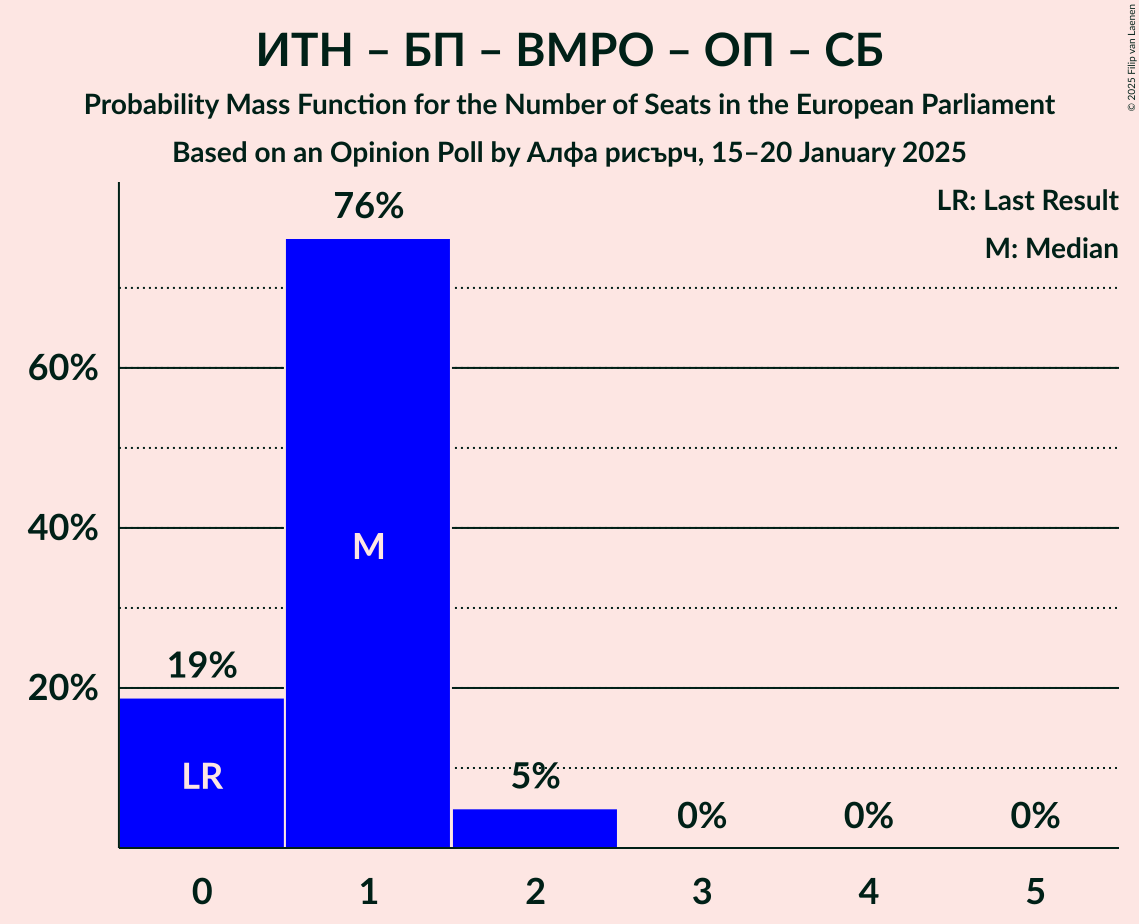 ИТН – БП – ВМРО – ОП – СБ
Probability Mass Function for the Number of Seats in the European Parliament
Based on an Opinion Poll by Алфа рисърч, 15–20 January 2025
© 2025 Filip van Laenen
LR: Last Result
M: Median
76%
60%
40%
M
19%
20%
LR
5%
0%
0%
0%
0
1
2
3
4
5